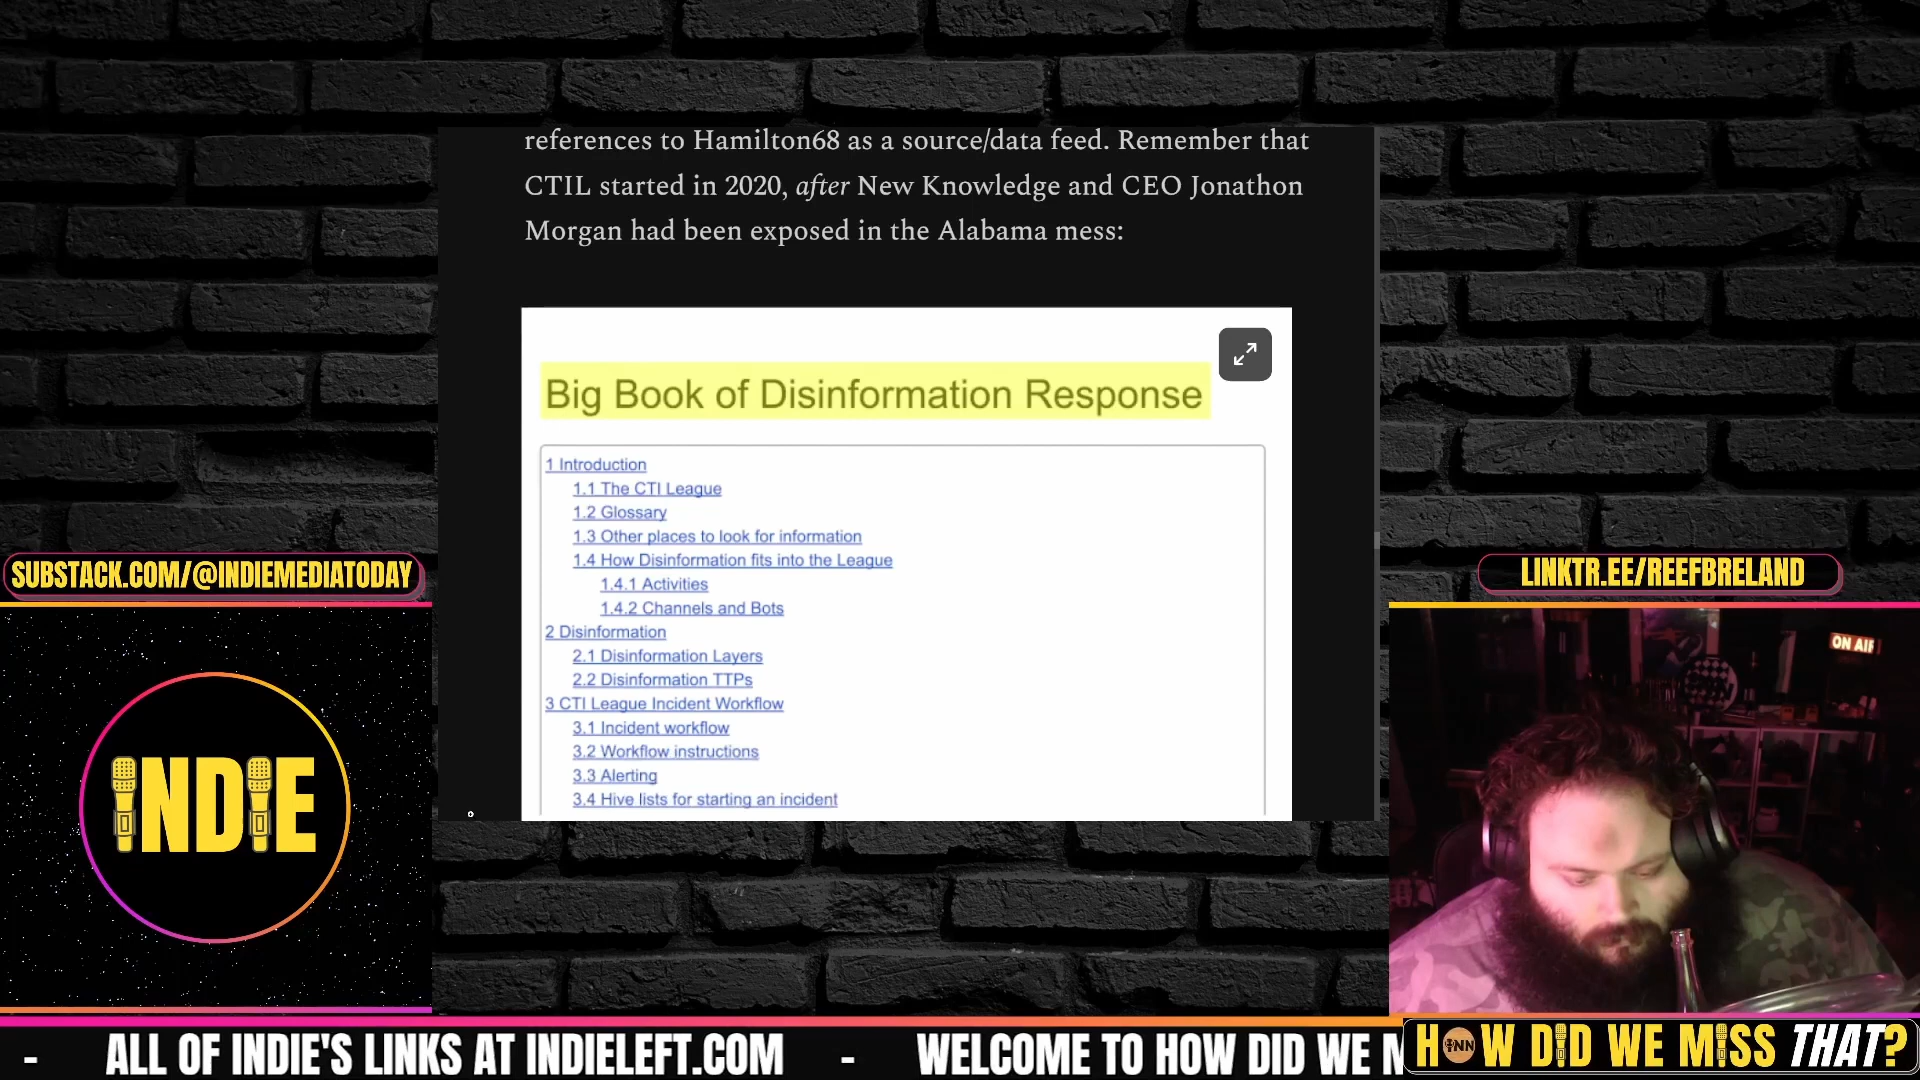 references to Hamilton68 as a source/data feed. Remember that
CTIL started in 2020, after New Knowledge and CEO Jonathon
Morgan had been exposed in the Alabama mess:
Big Book of Disinformation Response
1 Introduction
1.1 The CTI League
1.2 Glossary
1.3 Other places to look for information
1.4 How Disinformation fits into the League
1.4.1 Activities
1.4.2 Channels and Bots
2 Disinformation
2.1 Disinformation Layers
2.2 Disinformation TTPs
3 CTI League Incident Workflow
3.1 Incident workflow
3.2 Workflow instructions
3.3 Alerting
3.4 Hive lists for starting an incident
SUBSTACK.COM/@INDIEMEDIATODAY
INDIE
LINKTR.EE/REEFBRELAND
ON AIR
- ALL OF INDIE'S LINKS AT INDIELEFT.COM - WELCOME TO HOW DID WE M
HOW DID WE MISS THAT?
INN